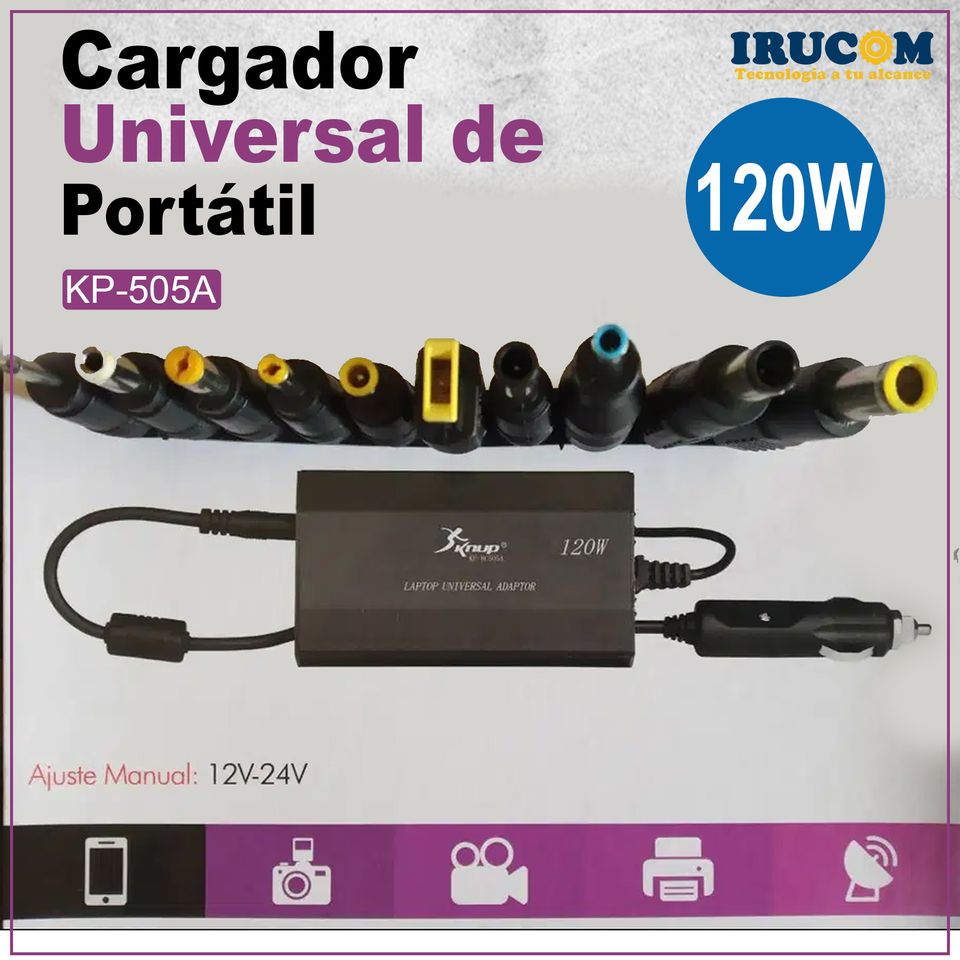 Cargador
Universal de
Portátil
KP-505A
IRUCOM
Tecnología a tu alcance
120W
Knup®
120W
LAPTOP UNIVERSAL ADAPTOR
Ajuste Manual: 12V-24V